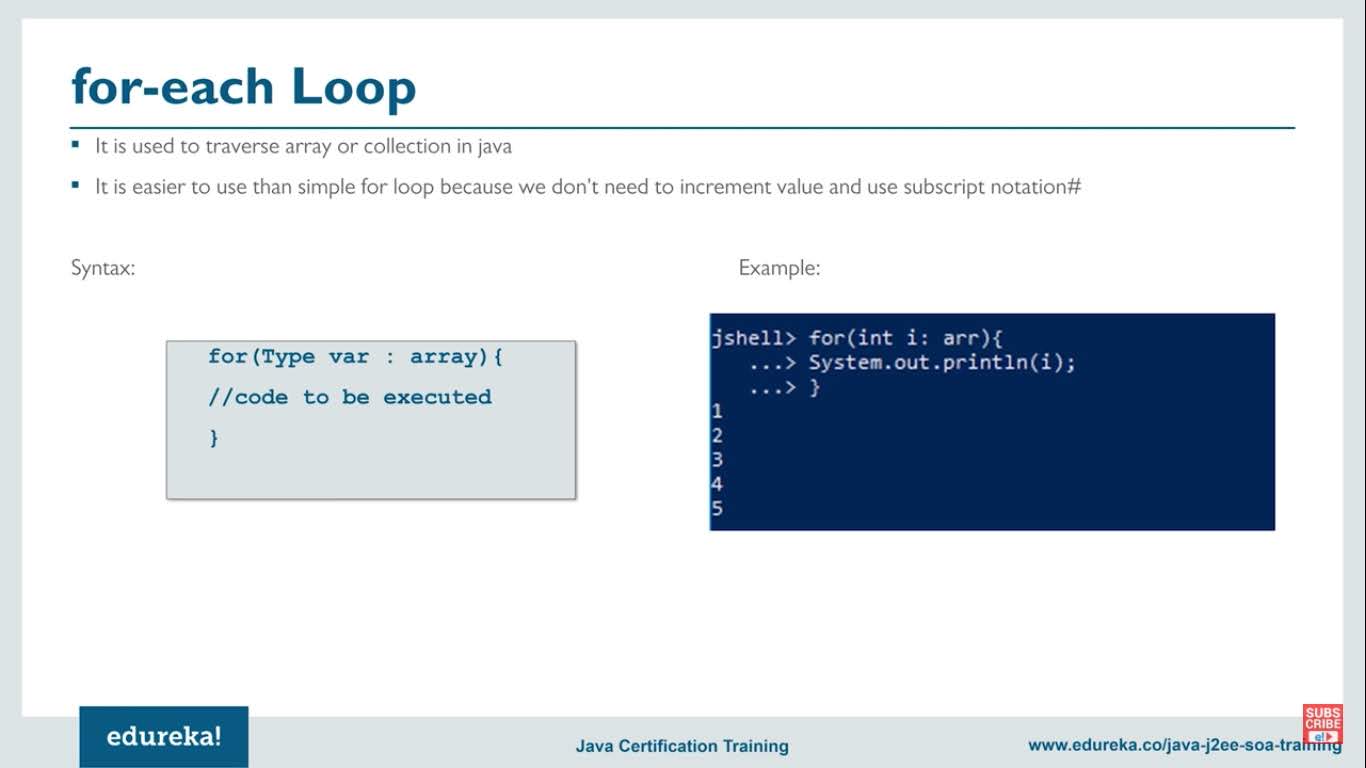 for-each Loop
It is used to traverse array or collection in java
It is easier to use than simple for loop because we don't need to increment value and use subscript notation#
Syntax:
for(Type var : array){
//code to be executed
}
Example:
jshell> for(int i: arr){
...> System.out.println(i);
...> }
1
2
3
4
5
edureka!
Java Certification Training
www.edureka.co/java-j2ee-soa-training
SUBS
CRIBE
e!